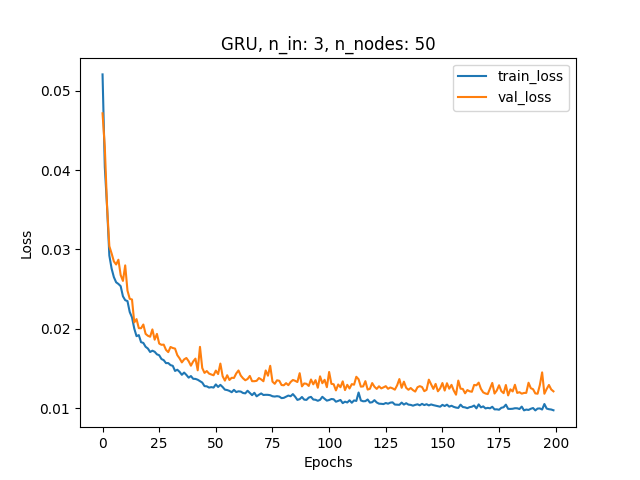 GRU, n_in: 3, n_nodes: 50
train_loss
val_loss
0.05
0.04
0.03
0.02
0.01
Loss
0 25 50 75 100 125 150 175 200
Epochs